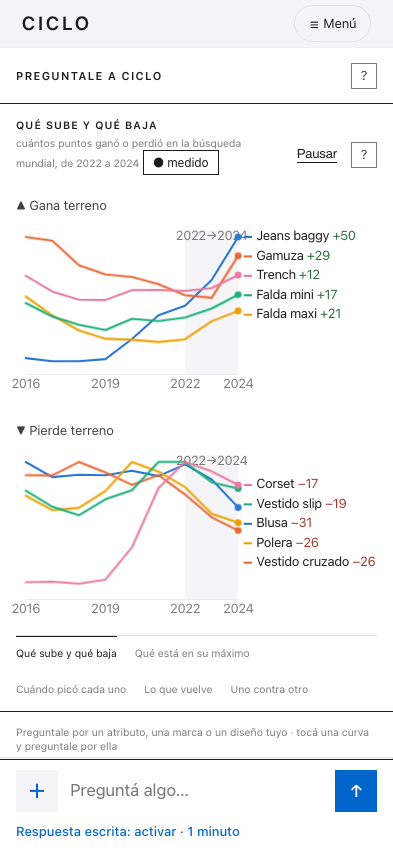 CICLO
≡ Menú
PREGUNTALE A CICLO
?
QUÉ SUBE Y QUÉ BAJA
cuántos puntos ganó o perdió en la búsqueda
mundial, de 2022 a 2024 ● medido
Pausar
?
▲ Gana terreno
2022→2024
Jeans baggy +50
Gamuza +29
Trench +12
Falda mini +17
Falda maxi +21
2016 2019 2022 2024
▼ Pierde terreno
2022→2024
Corset −17
Vestido slip −19
Blusa −31
Polera −26
Vestido cruzado −26
2016 2019 2022 2024
Qué sube y qué baja Qué está en su máximo
Cuándo picó cada uno Lo que vuelve Uno contra otro
Preguntale por un atributo, una marca o un diseño tuyo · tocá una curva
y preguntale por ella
+ Preguntá algo... ↑
Respuesta escrita: activar · 1 minuto